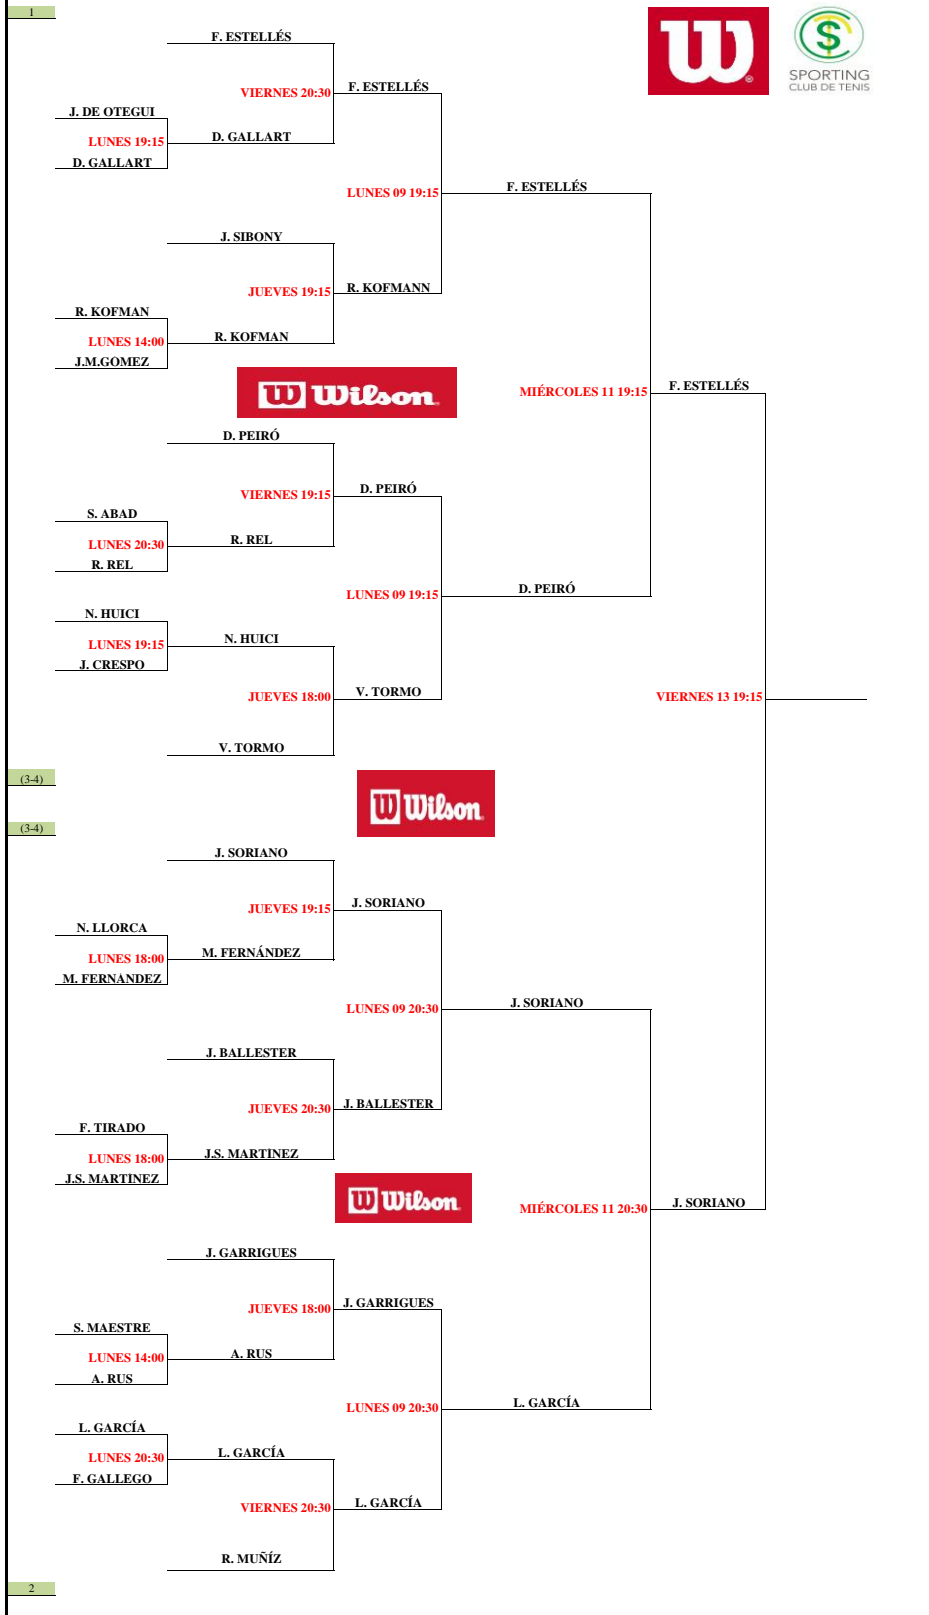 1
F. ESTELLÉS
W
SPORTING
CLUB DE TENIS
VIERNES 20:30
F. ESTELLÉS
J. DE OTEGUI
LUNES 19:15
D. GALLART
D. GALLART
LUNES 09 19:15
F. ESTELLÉS
J. SIBONY
JUEVES 19:15
R. KOFMANN
R. KOFMAN
LUNES 14:00
R. KOFMAN
J.M.GOMEZ
W Wilson
MIÉRCOLES 11 19:15
F. ESTELLÉS
D. PEIRÓ
VIERNES 19:15
D. PEIRÓ
S. ABAD
LUNES 20:30
R. REL
R. REL
LUNES 09 19:15
D. PEIRÓ
N. HUICI
LUNES 19:15
N. HUICI
J. CRESPO
JUEVES 18:00
V. TORMO
VIERNES 13 19:15
V. TORMO
(3-4)
W Wilson
(3-4)
J. SORIANO
JUEVES 19:15
J. SORIANO
N. LLORCA
LUNES 18:00
M. FERNÁNDEZ
M. FERNÁNDEZ
LUNES 09 20:30
J. SORIANO
J. BALLESTER
JUEVES 20:30
J. BALLESTER
F. TIRADO
LUNES 18:00
J.S. MARTÍNEZ
J.S. MARTÍNEZ
W Wilson
MIÉRCOLES 11 20:30
J. SORIANO
J. GARRIGUES
JUEVES 18:00
J. GARRIGUES
S. MAESTRE
LUNES 14:00
A. RUS
A. RUS
LUNES 09 20:30
L. GARCÍA
L. GARCÍA
LUNES 20:30
L. GARCÍA
F. GALLEGO
VIERNES 20:30
L. GARCÍA
R. MUÑÍZ
2